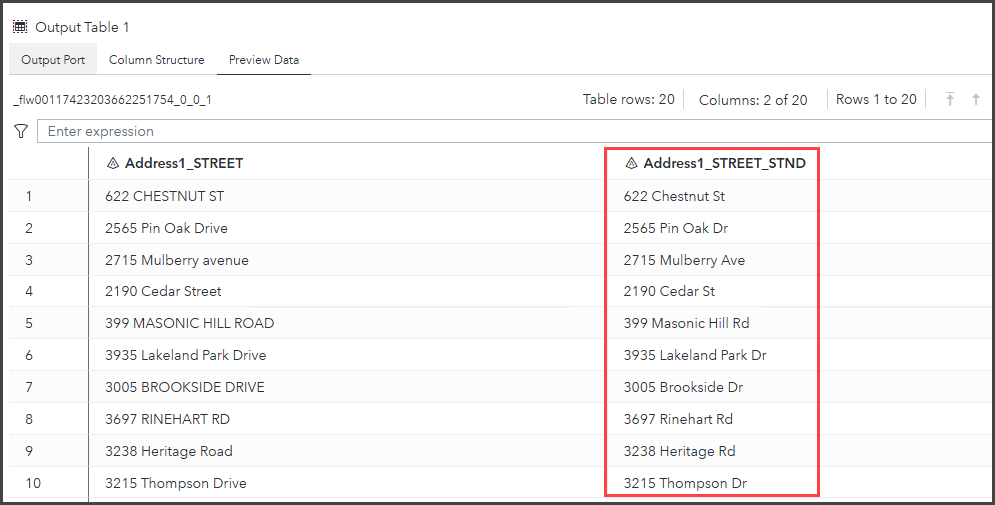 Output Table 1
Output Port Column Structure Preview Data
_flw00117423203662251754_0_0_1 Table rows: 20 Columns: 2 of 20 Rows 1 to 20
Enter expression
Address1_STREET Address1_STREET_STND
1 622 CHESTNUT ST 622 Chestnut St
2 2565 Pin Oak Drive 2565 Pin Oak Dr
3 2715 Mulberry avenue 2715 Mulberry Ave
4 2190 Cedar Street 2190 Cedar St
5 399 MASONIC HILL ROAD 399 Masonic Hill Rd
6 3935 Lakeland Park Drive 3935 Lakeland Park Dr
7 3005 BROOKSIDE DRIVE 3005 Brookside Dr
8 3697 RINEHART RD 3697 Rinehart Rd
9 3238 Heritage Road 3238 Heritage Rd
10 3215 Thompson Drive 3215 Thompson Dr